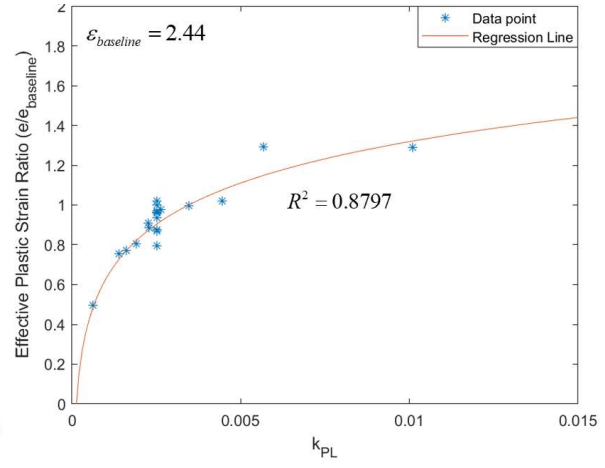 2
1.8
1.6
1.4
1.2
1
0.8
0.6
0.4
0.2
0
Effective Plastic Strain Ratio (e/e_baseline)
ε_baseline = 2.44
Data point
Regression Line
R² = 0.8797
0
0.005
0.01
0.015
k_PL